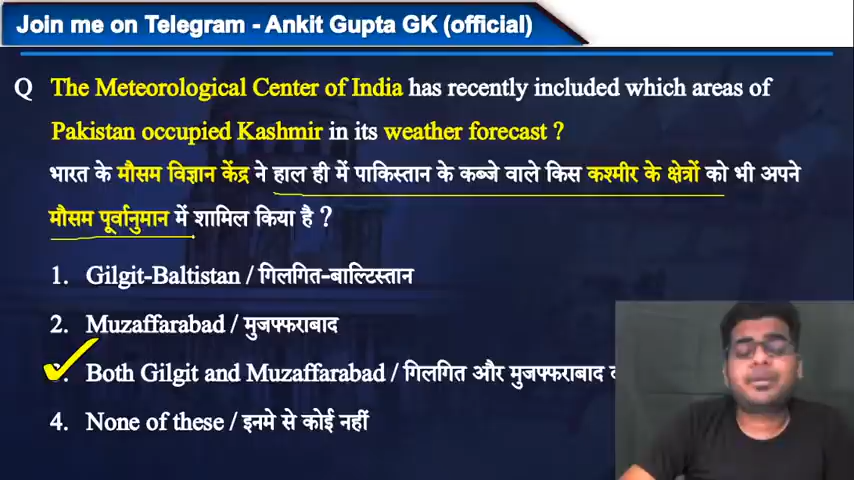 Join me on Telegram - Ankit Gupta GK (official)
Q The Meteorological Center of India has recently included which areas of
Pakistan occupied Kashmir in its weather forecast ?
भारत के मौसम विज्ञान केंद्र ने हाल ही में पाकिस्तान के कब्जे वाले किस कश्मीर के क्षेत्रों को भी अपने
मौसम पूर्वानुमान में शामिल किया है ?
1. Gilgit-Baltistan / गिलगित-बाल्टिस्तान
2. Muzaffarabad / मुजफ्फराबाद
Both Gilgit and Muzaffarabad / गिलगित और मुजफ्फराबाद
4. None of these / इनमे से कोई नहीं